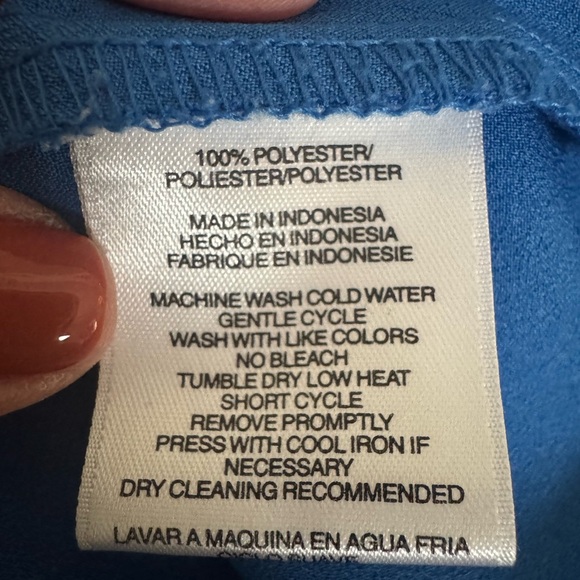 100% POLYESTER/
POLIESTER/POLYESTER
MADE IN INDONESIA
HECHO EN INDONESIA
FABRIQUE EN INDONESIE
MACHINE WASH COLD WATER
GENTLE CYCLE
WASH WITH LIKE COLORS
NO BLEACH
TUMBLE DRY LOW HEAT
SHORT CYCLE
REMOVE PROMPTLY
PRESS WITH COOL IRON IF
NECESSARY
DRY CLEANING RECOMMENDED
LAVAR A MAQUINA EN AGUA FRIA